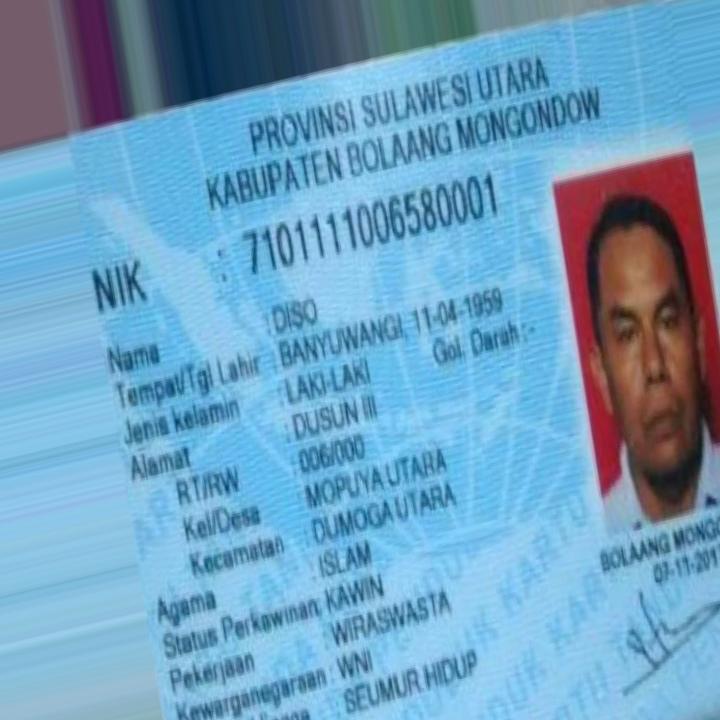 PROVINSI SULAWESI UTARA
KABUPATEN BOLAANG MONGONDOW
NIK : 7101111006580001
Nama : DISO
Tempat/Tgl Lahir : BANYUWANGI, 11-04-1959
Jenis kelamin : LAKI-LAKI Gol. Darah :-
Alamat : DUSUN III
RT/RW : 006/000
Kel/Desa : MOPUYA UTARA
Kecamatan : DUMOGA UTARA
Agama : ISLAM
Status Perkawinan: KAWIN
Pekerjaan : WIRASWASTA
Kewarganegaraan : WNI
: SEUMUR HIDUP
BOLAANG MONGO
07-11-201